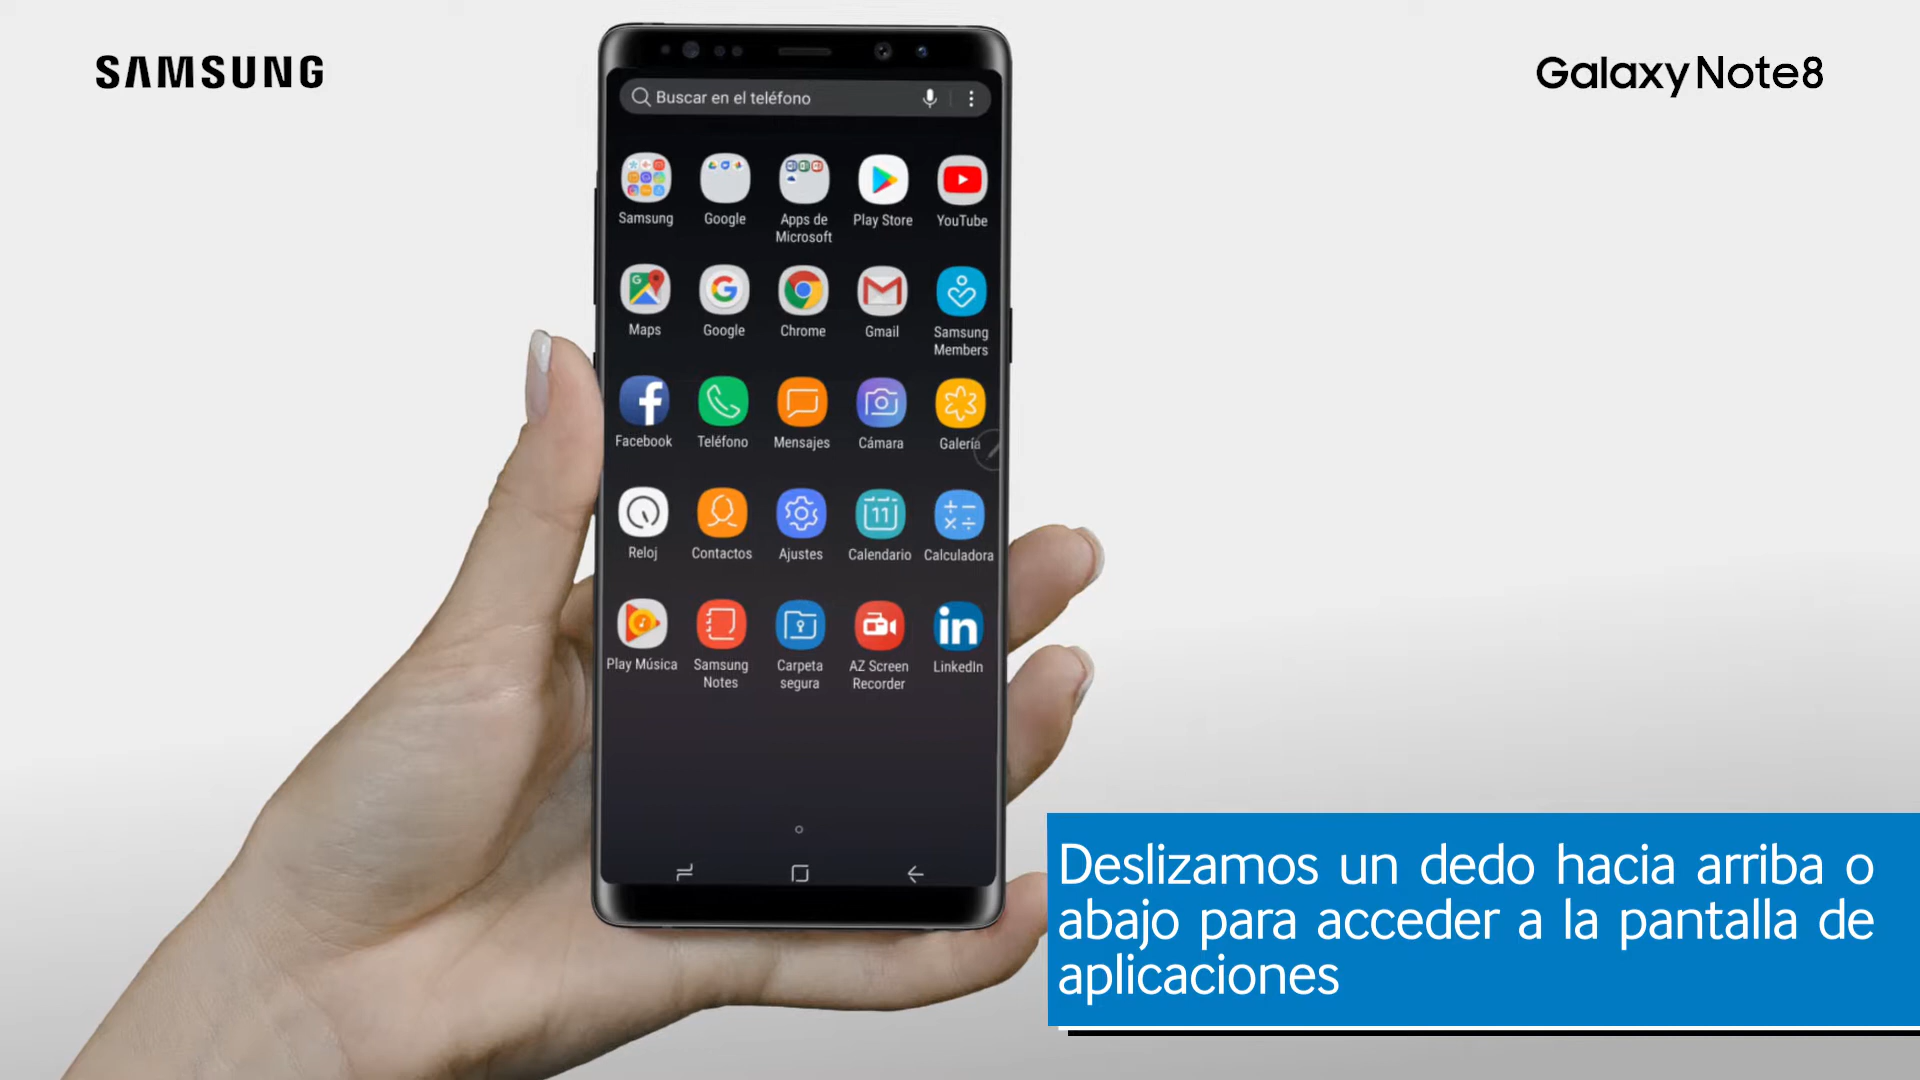 SAMSUNG
Galaxy Note8
Buscar en el teléfono
Samsung
Google
Apps de
Microsoft
Play Store
YouTube
Maps
Google
Chrome
Gmail
Samsung
Members
Facebook
Teléfono
Mensajes
Cámara
Galería
Reloj
Contactos
Ajustes
11
Calendario
Calculadora
Play Música
Samsung
Notes
Carpeta
segura
AZ Screen
Recorder
in
LinkedIn
Deslizamos un dedo hacia arriba o
abajo para acceder a la pantalla de
aplicaciones